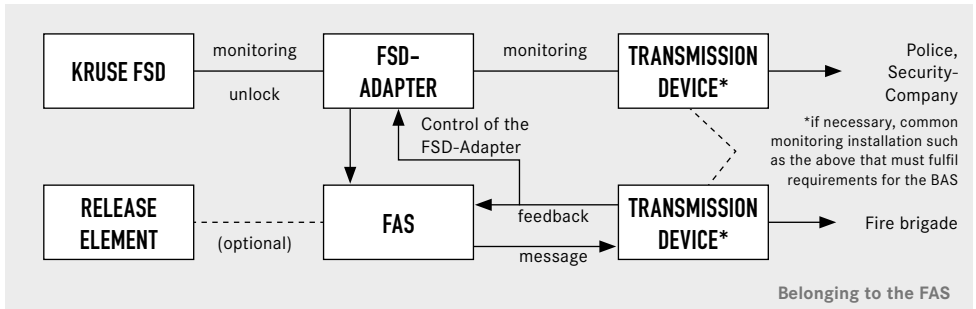 KRUSE FSD
monitoring
unlock
FSD-
ADAPTER
monitoring
TRANSMISSION
DEVICE*
Police,
Security-
Company
*if necessary, common
monitoring installation such
as the above that must fulfil
requirements for the BAS
Control of the
FSD-Adapter
RELEASE
ELEMENT
(optional)
FAS
feedback
message
TRANSMISSION
DEVICE*
Fire brigade
Belonging to the FAS